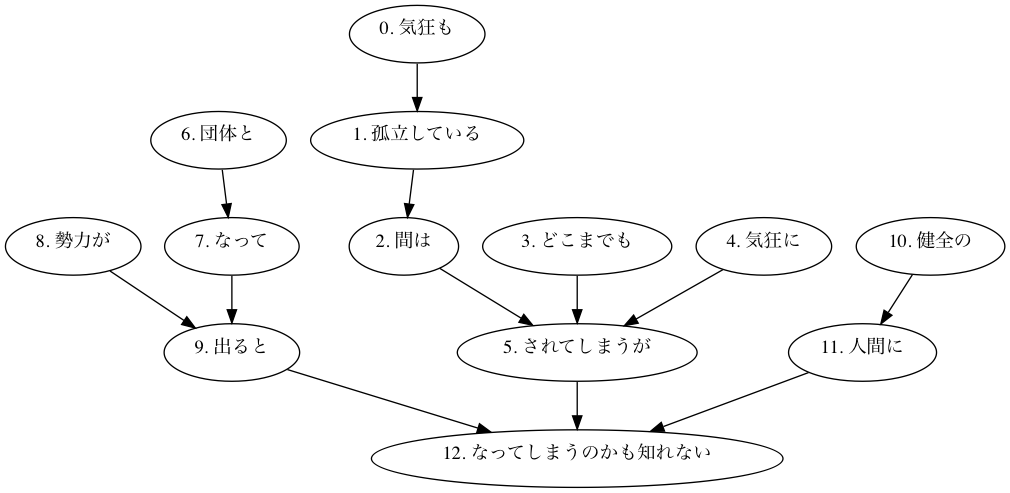 0. 気狂も
6. 団体と
1. 孤立している
8. 勢力が
7. なって
2. 間は
3. どこまでも
4. 気狂に
10. 健全の
9. 出ると
5. されてしまうが
11. 人間に
12. なってしまうのかも知れない